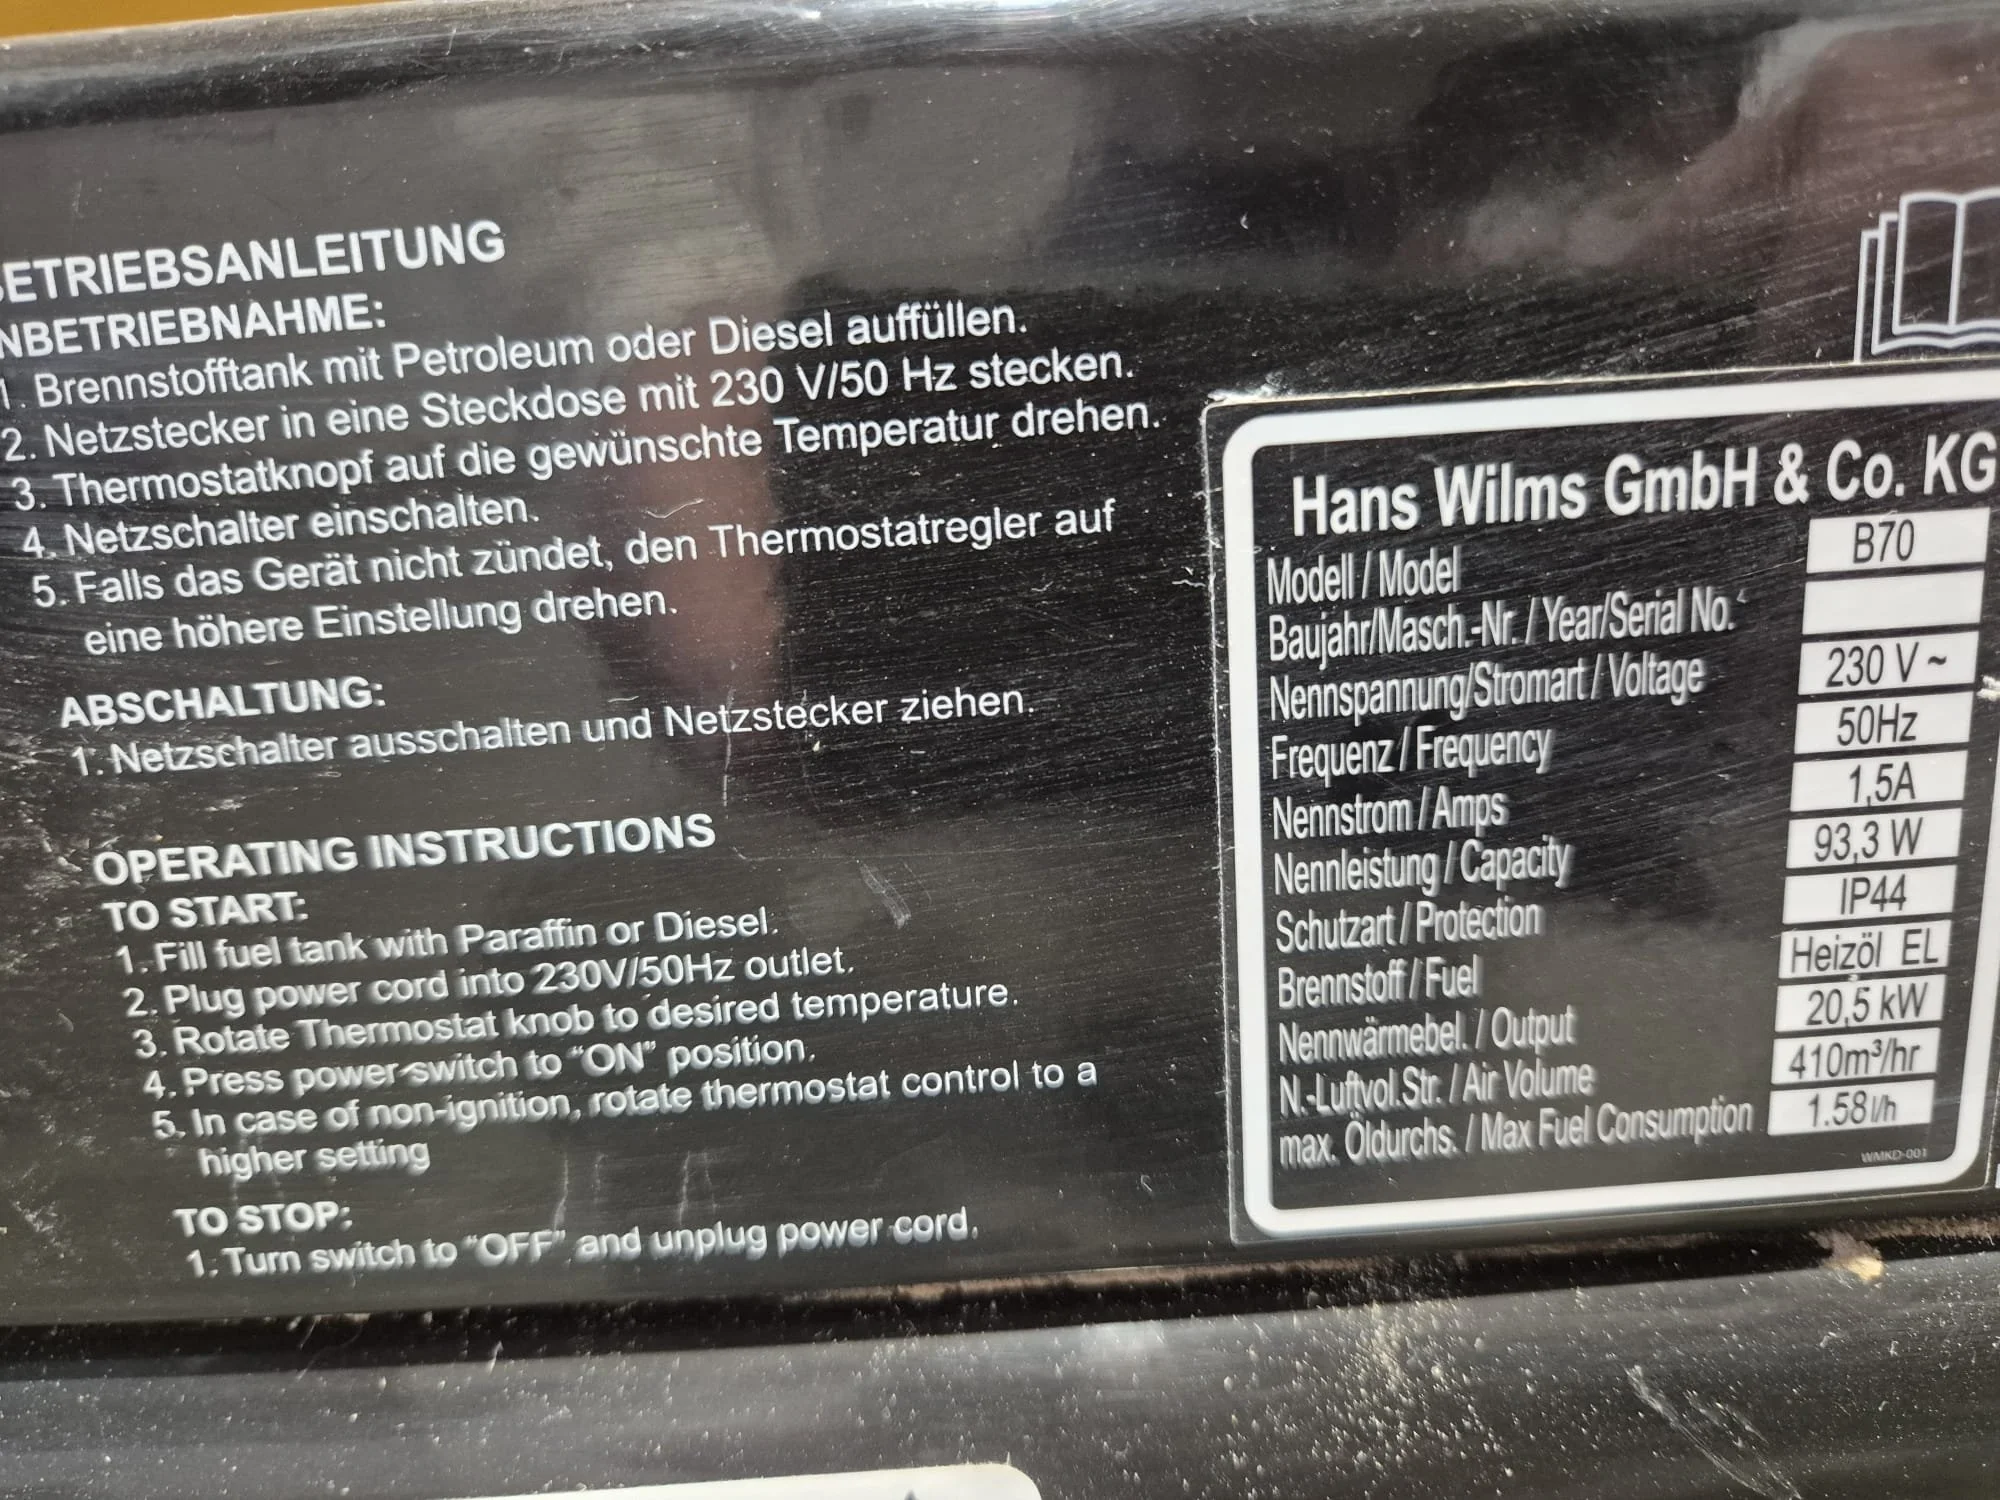 BETRIEBSANLEITUNG
INBETRIEBNAHME:
1. Brennstofftank mit Petroleum oder Diesel auffüllen.
2. Netzstecker in eine Steckdose mit 230 V/50 Hz stecken.
3. Thermostatknopf auf die gewünschte Temperatur drehen.
4. Netzschalter einschalten.
5. Falls das Gerät nicht zündet, den Thermostatregler auf
eine höhere Einstellung drehen.
ABSCHALTUNG:
1. Netzschalter ausschalten und Netzstecker ziehen.
OPERATING INSTRUCTIONS
TO START:
1. Fill fuel tank with Paraffin or Diesel.
2. Plug power cord into 230V/50Hz outlet.
3. Rotate Thermostat knob to desired temperature.
4. Press power switch to "ON" position.
5. In case of non-ignition, rotate thermostat control to a
higher setting
TO STOP:
1. Turn switch to "OFF" and unplug power cord.
Hans Wilms GmbH & Co. KG
Modell / Model B70
Baujahr/Masch.-Nr. / Year/Serial No.
Nennspannung/Stromart / Voltage 230 V ~
Frequenz / Frequency 50Hz
Nennstrom / Amps 1,5A
Nennleistung / Capacity 93,3 W
Schutzart / Protection IP44
Brennstoff / Fuel Heizöl EL
Nennwärmebel. / Output 20,5 kW
N.-Luftvol.Str. / Air Volume 410m³/hr
max. Öldurchs. / Max Fuel Consumption 1.58l/h
WMKD-001